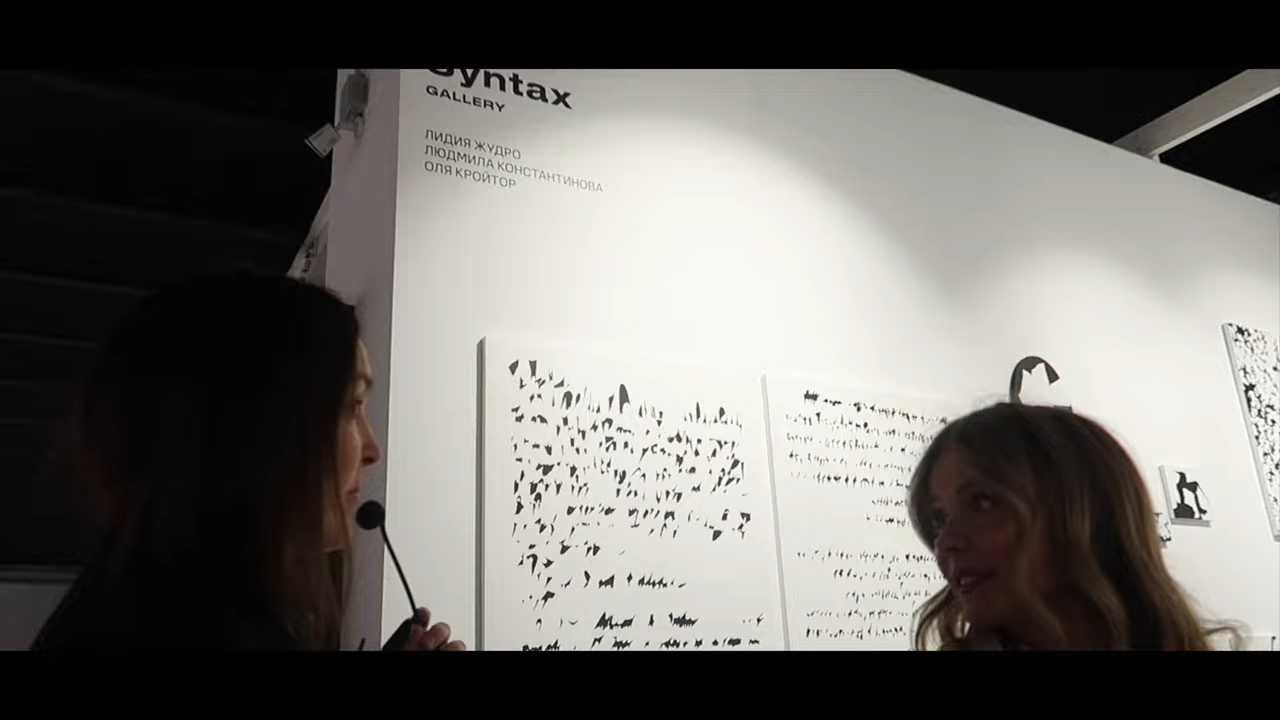 Syntax
GALLERY
ЛИДИЯ ЖУДРО
ЛЮДМИЛА КОНСТАНТИНОВА
ОЛЯ КРОЙТОР